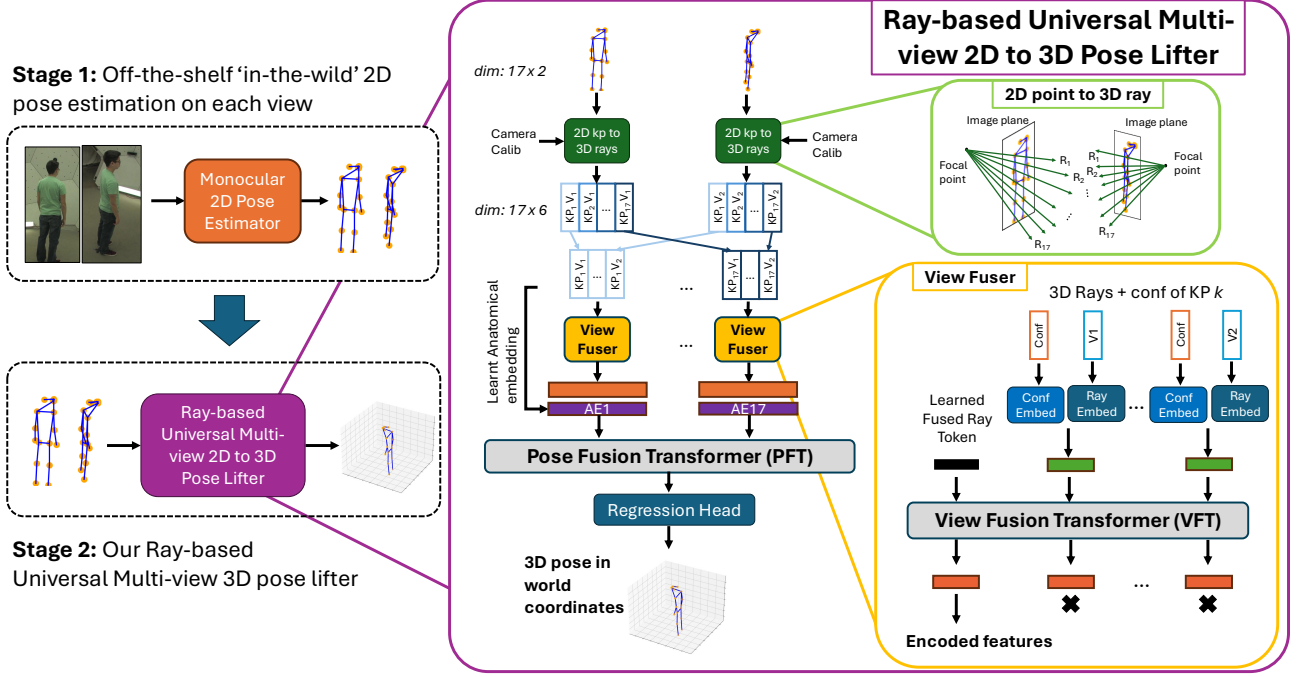 Stage 1: Off-the-shelf ‘in-the-wild’ 2D
pose estimation on each view
Monocular
2D Pose
Estimator
Ray-based
Universal Multi-
view 2D to 3D
Pose Lifter
Stage 2: Our Ray-based
Universal Multi-view 3D pose lifter
Ray-based Universal Multi-
view 2D to 3D Pose Lifter
dim: 17 x 2
Camera
Calib
2D kp to
3D rays
2D kp to
3D rays
Camera
Calib
dim: 17 x 6
KP1 V1
KP2 V1
...
KP17 V1
KP1 V2
KP2 V2
...
KP17 V2
KP1 V1
...
KP1 V2
...
KP17 V1
...
KP17 V2
Learnt Anatomical
embedding
View
Fuser
...
View
Fuser
AE1
AE17
Pose Fusion Transformer (PFT)
Regression Head
3D pose in
world
coordinates
2D point to 3D ray
Image plane
Image plane
Focal
point
R1
R2
...
R17
R1
R2
...
R17
Focal
point
View Fuser
3D Rays + conf of KP k
Conf
V1
Conf
V2
Conf
Embed
Ray
Embed
...
Conf
Embed
Ray
Embed
Learned
Fused Ray
Token
View Fusion Transformer (VFT)
...
Encoded features